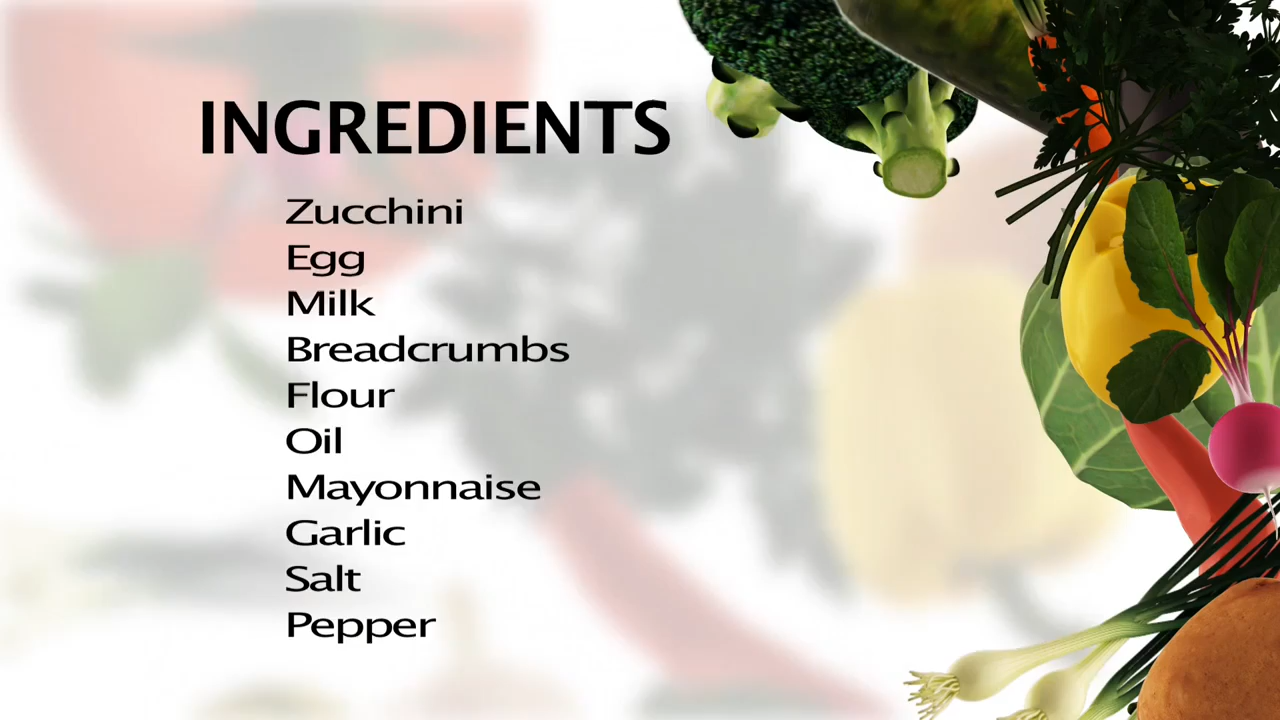 INGREDIENTS
Zucchini
Egg
Milk
Breadcrumbs
Flour
Oil
Mayonnaise
Garlic
Salt
Pepper